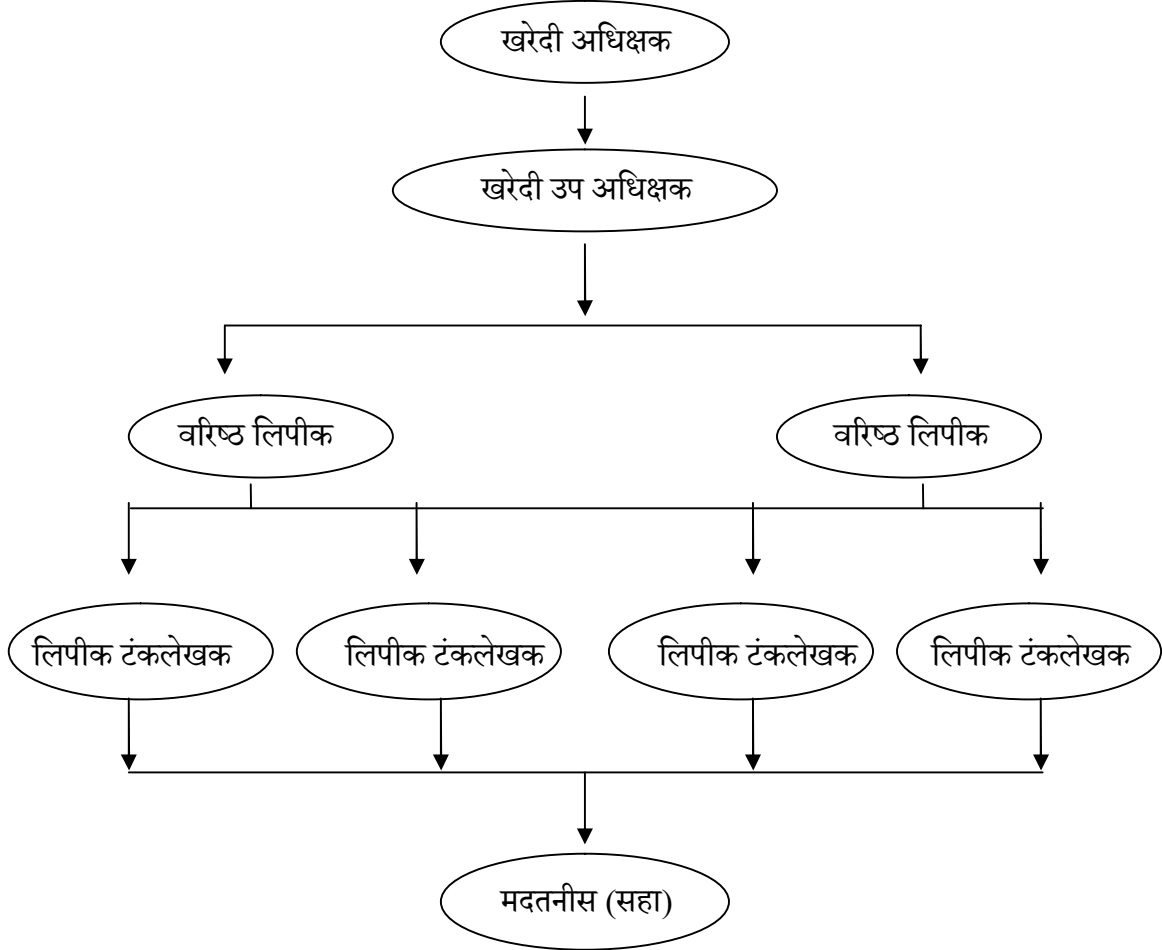 खरेदी अधिक्षक
खरेदी उप अधिक्षक
वरिष्ठ लिपीक
वरिष्ठ लिपीक
लिपीक टंकलेखक
लिपीक टंकलेखक
लिपीक टंकलेखक
लिपीक टंकलेखक
मदतनीस (सहा)